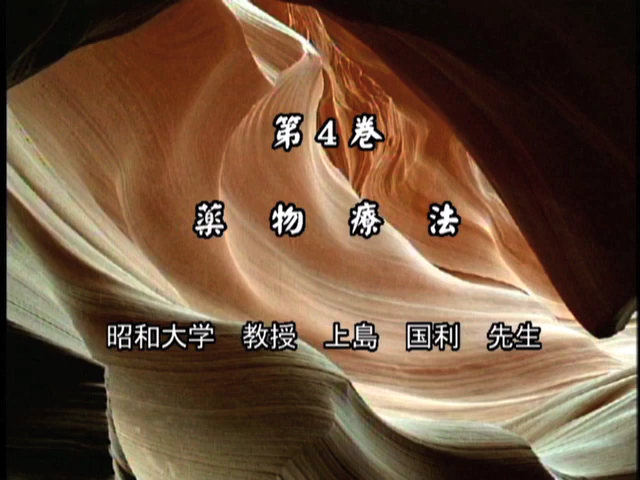 第4巻
薬物療法
昭和大学 教授 上島 国利 先生